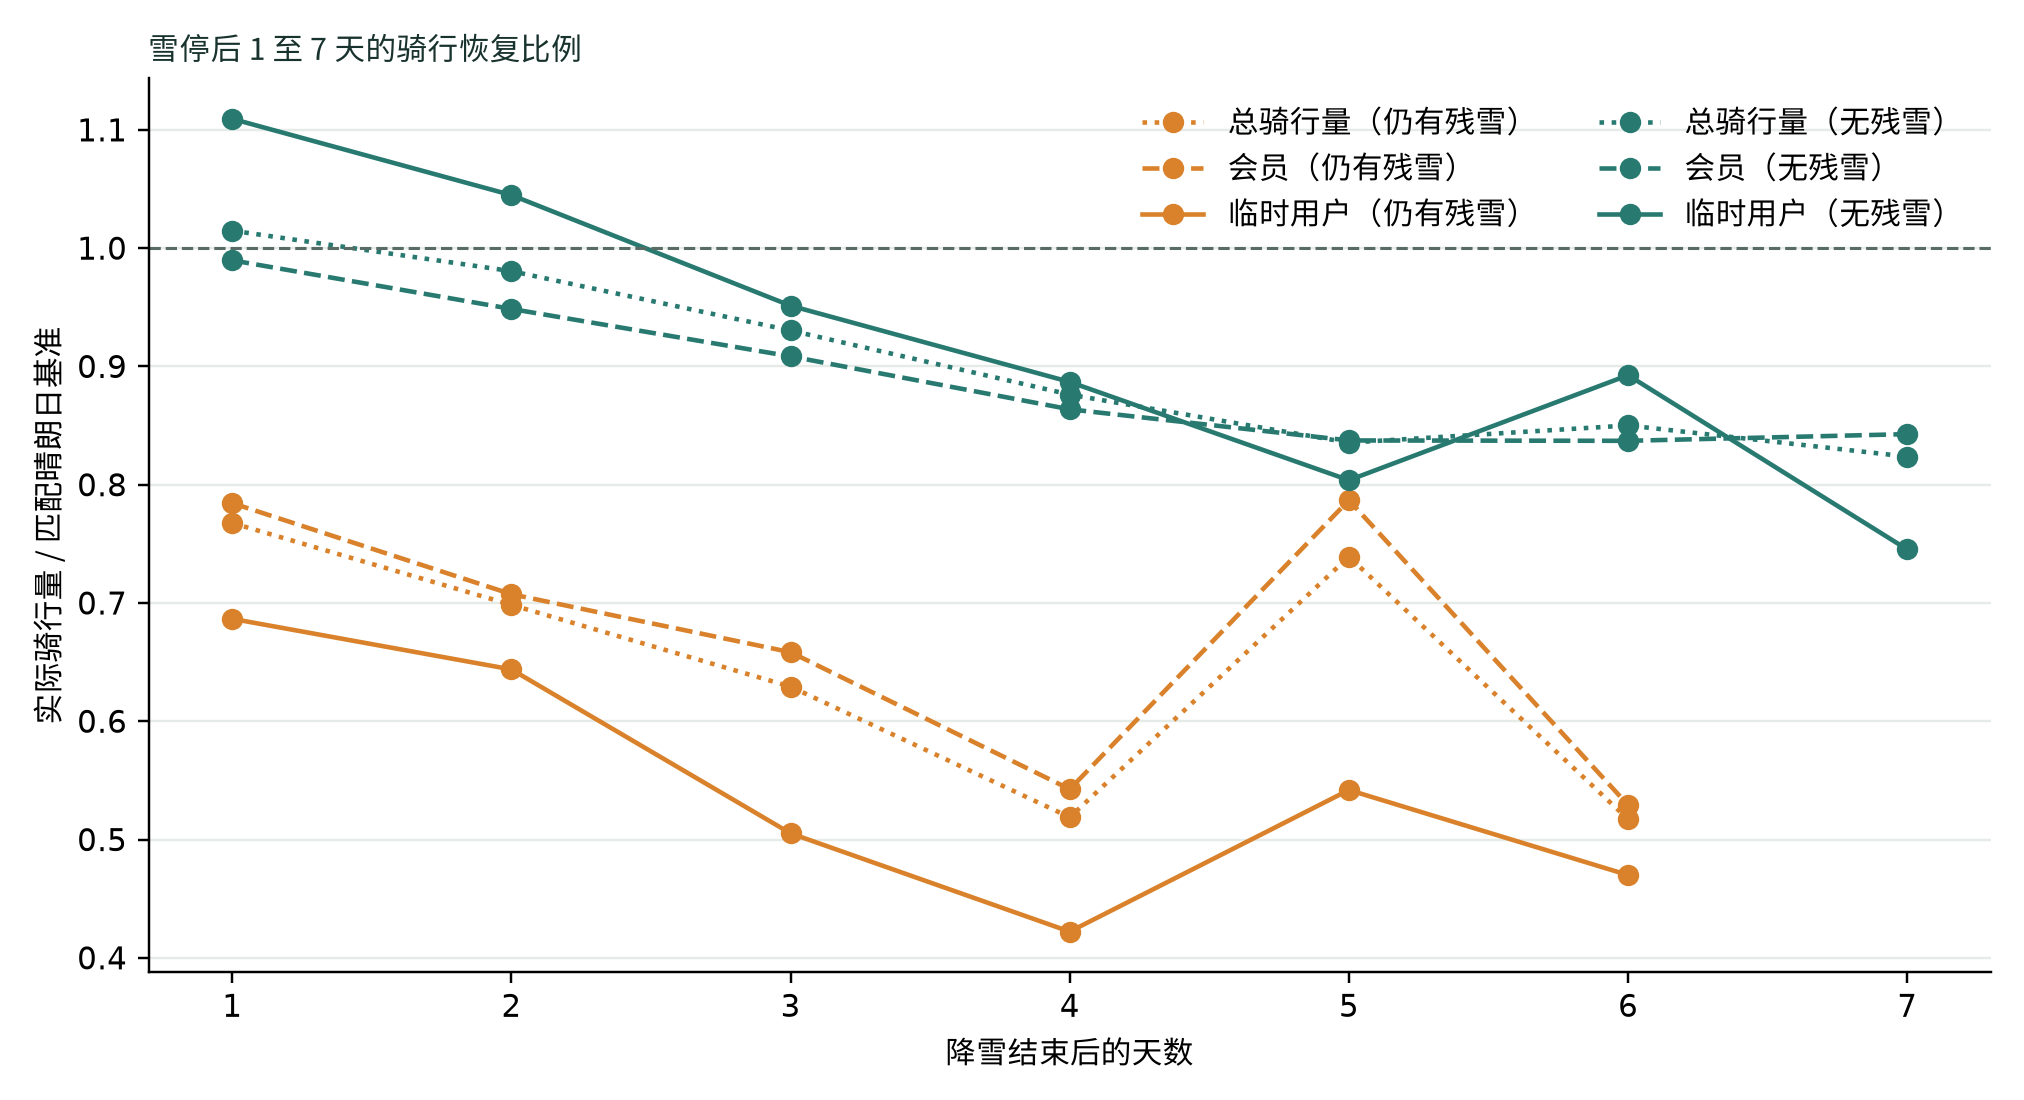 雪停后 1 至 7 天的骑行恢复比例
总骑行量（仍有残雪）
会员（仍有残雪）
临时用户（仍有残雪）
总骑行量（无残雪）
会员（无残雪）
临时用户（无残雪）
实际骑行量 / 匹配晴朗日基准
1.1
1.0
0.9
0.8
0.7
0.6
0.5
0.4
1 2 3 4 5 6 7
降雪结束后的天数